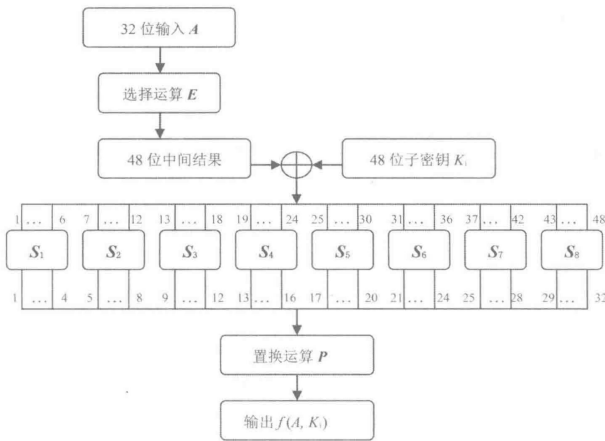 32 位输入 A
选择运算 E
48 位中间结果
48 位子密钥 Ki
1 … 6 7 … 12 13 … 18 19 … 24 25 … 30 31 … 36 37 … 42 43 … 48
S1 S2 S3 S4 S5 S6 S7 S8
1 … 4 5 … 8 9 … 12 13 … 16 17 … 20 21 … 24 25 … 28 29 … 32
置换运算 P
输出 f(A, Ki)